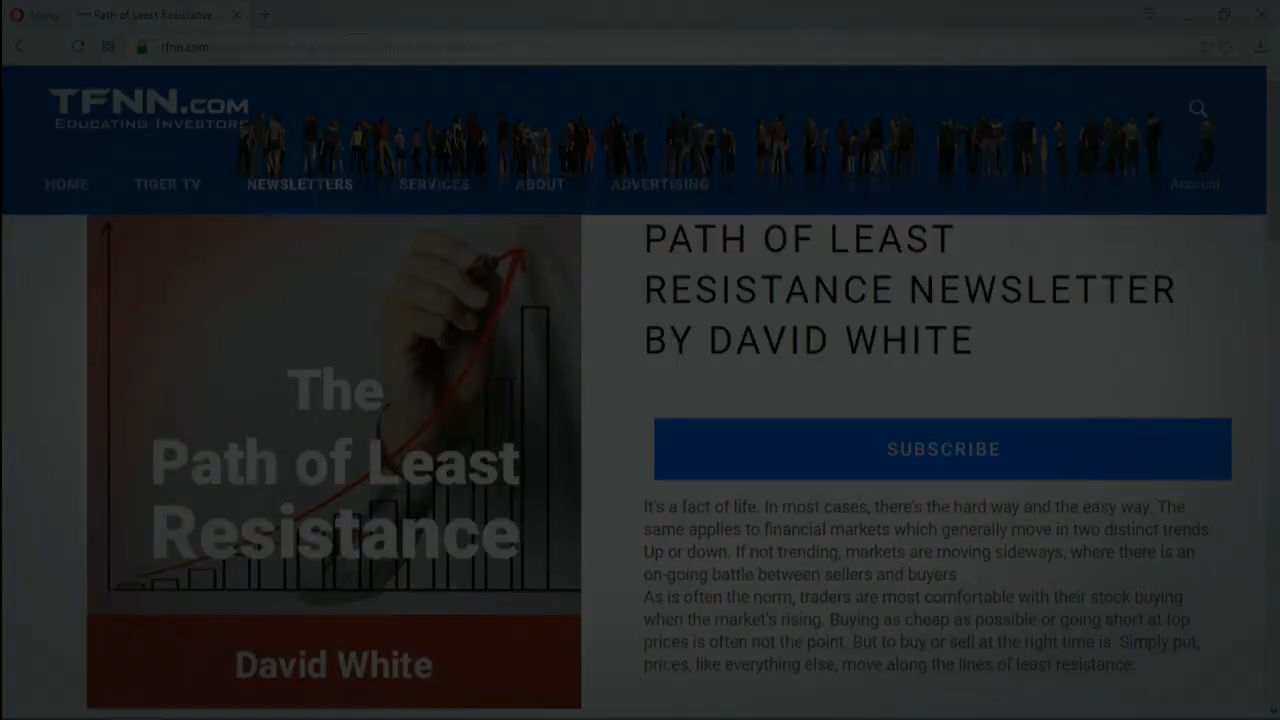 Menu
Path of Least Resistance
tfnn.com
TFNN.COM
EDUCATING INVESTORS
HOME TIGER TV NEWSLETTERS SERVICES ABOUT ADVERTISING Account
The
Path of Least
Resistance
David White
PATH OF LEAST
RESISTANCE NEWSLETTER
BY DAVID WHITE
SUBSCRIBE
It's a fact of life. In most cases, there's the hard way and the easy way. The
same applies to financial markets which generally move in two distinct trends:
Up or down. If not trending, markets are moving sideways, where there is an
on-going battle between sellers and buyers
As is often the norm, traders are most comfortable with their stock buying
when the market's rising. Buying as cheap as possible or going short at top
prices is often not the point. But to buy or sell at the right time is. Simply put,
prices, like everything else, move along the lines of least resistance.